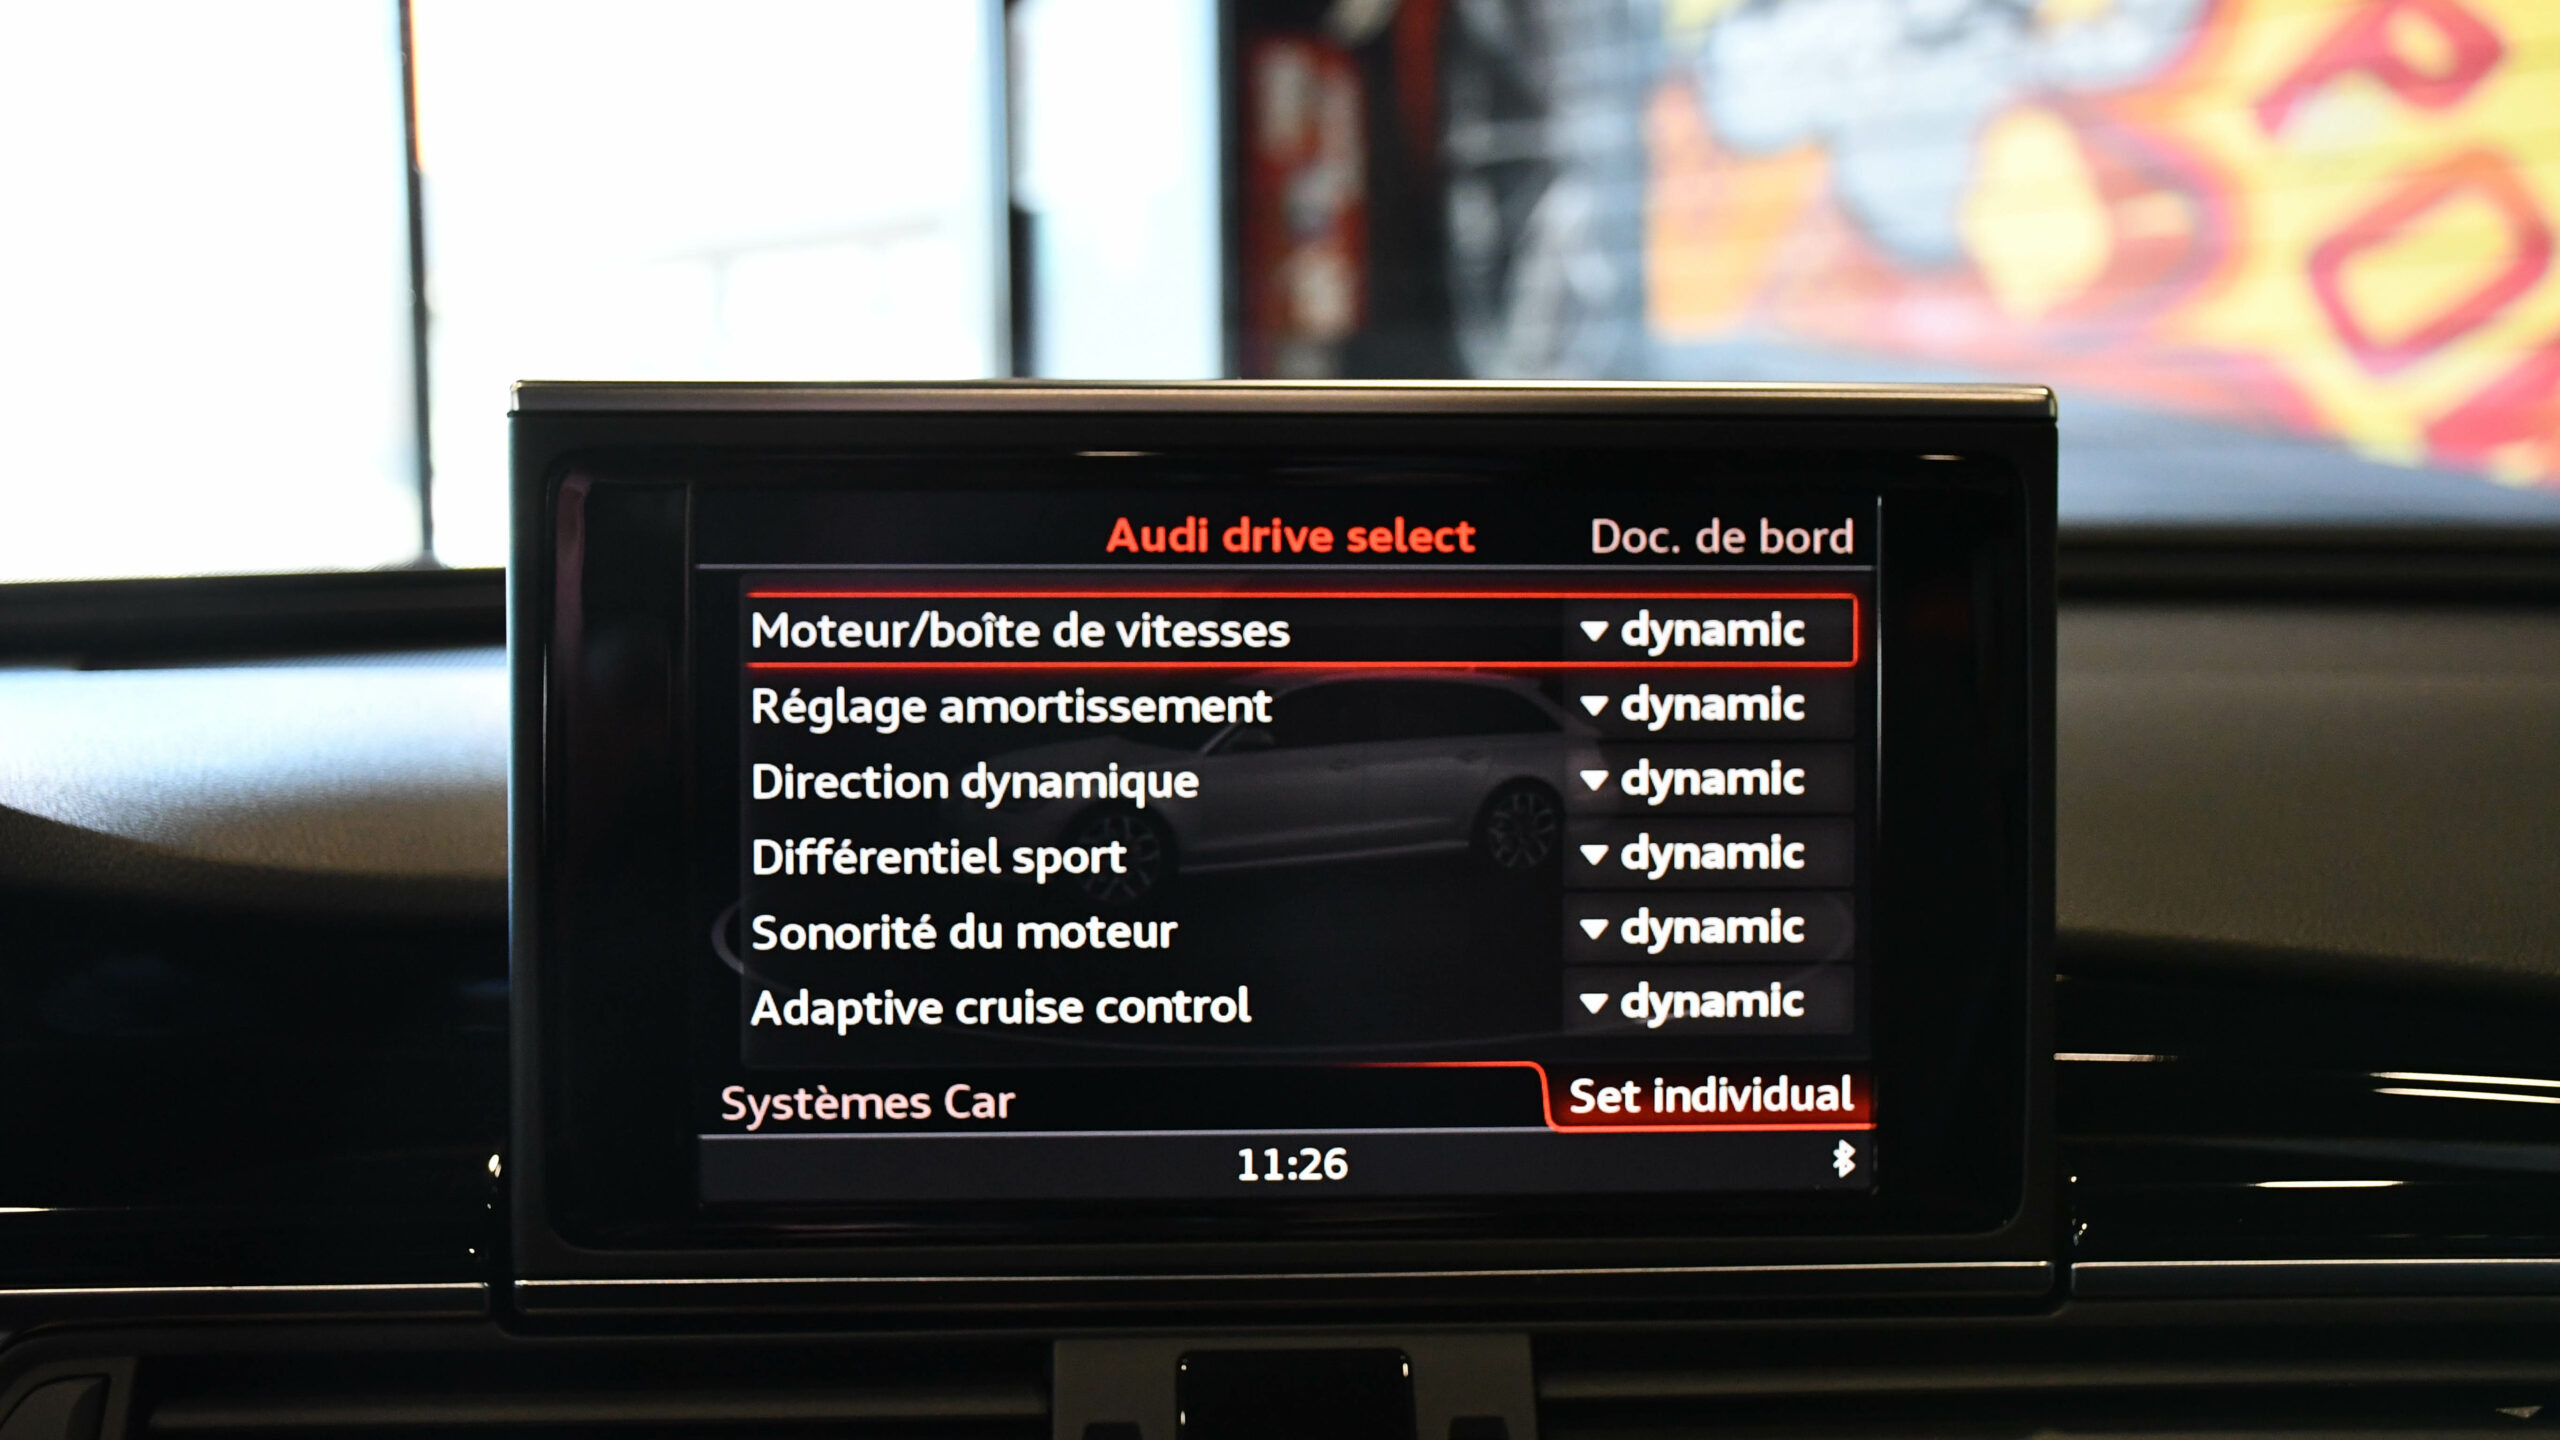 Audi drive select Doc. de bord
Moteur/boîte de vitesses dynamic
Réglage amortissement dynamic
Direction dynamique dynamic
Différentiel sport dynamic
Sonorité du moteur dynamic
Adaptive cruise control dynamic
Systèmes Car Set individual
11:26